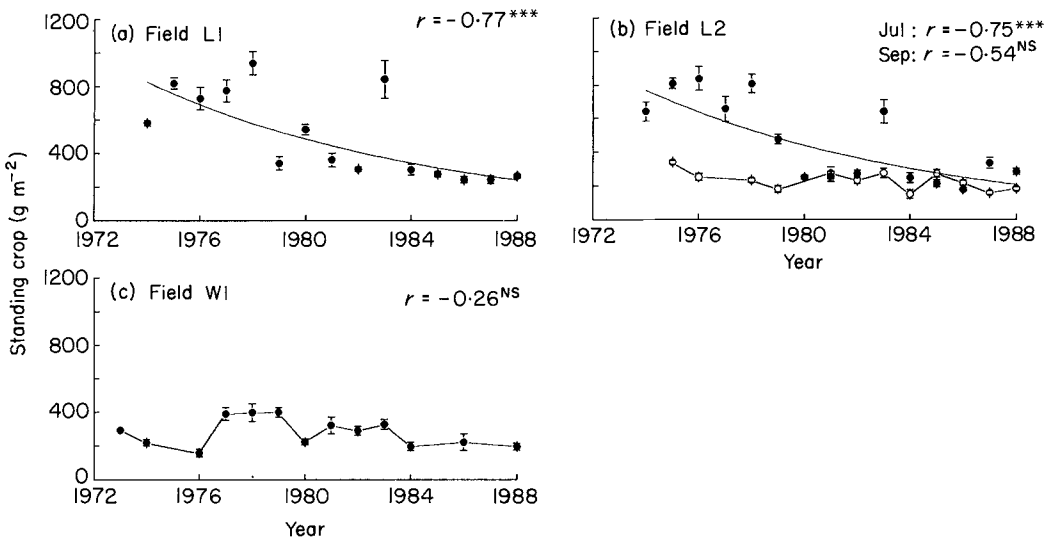 (a) Field L1
r = −0·77***
1200
800
400
0
1972 1976 1980 1984 1988
(b) Field L2
Jul: r = −0·75***
Sep: r = −0·54NS
1972 1976 1980 1984 1988
Year
Standing crop (g m−2)
(c) Field W1
r = −0·26NS
1200
800
400
0
1972 1976 1980 1984 1988
Year